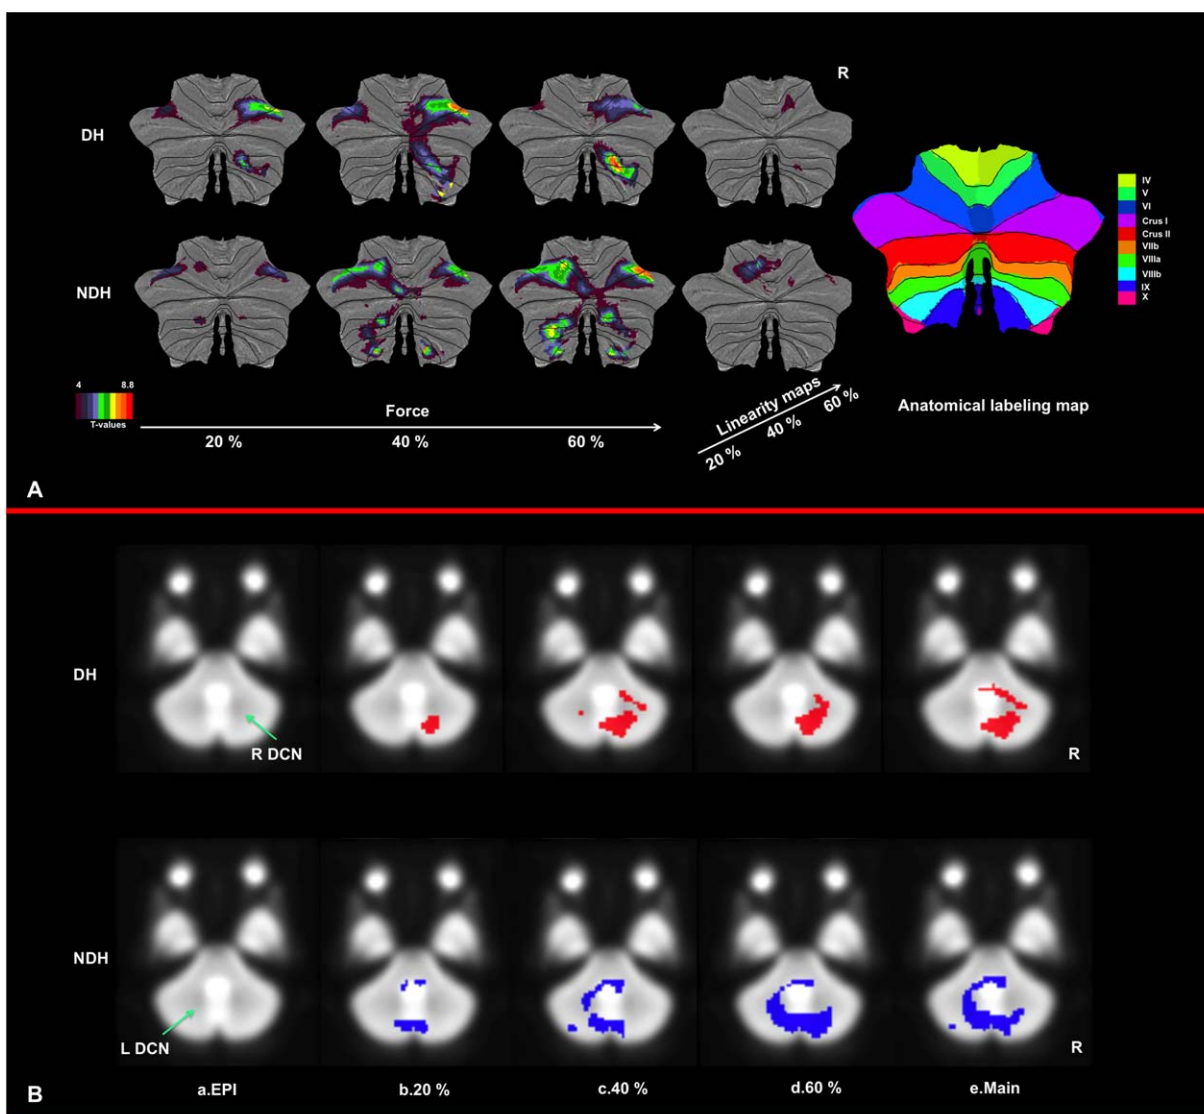 R
DH
IV
V
VI
Crus I
Crus II
VIIb
VIIIa
VIIIb
IX
X
NDH
4 8.8
T-values
Force
20 % 40 % 60 %
Linearity maps
20 % 40 % 60 %
Anatomical labeling map
A
DH
R DCN
R
NDH
L DCN
R
a.EPI b.20 % c.40 % d.60 % e.Main
B